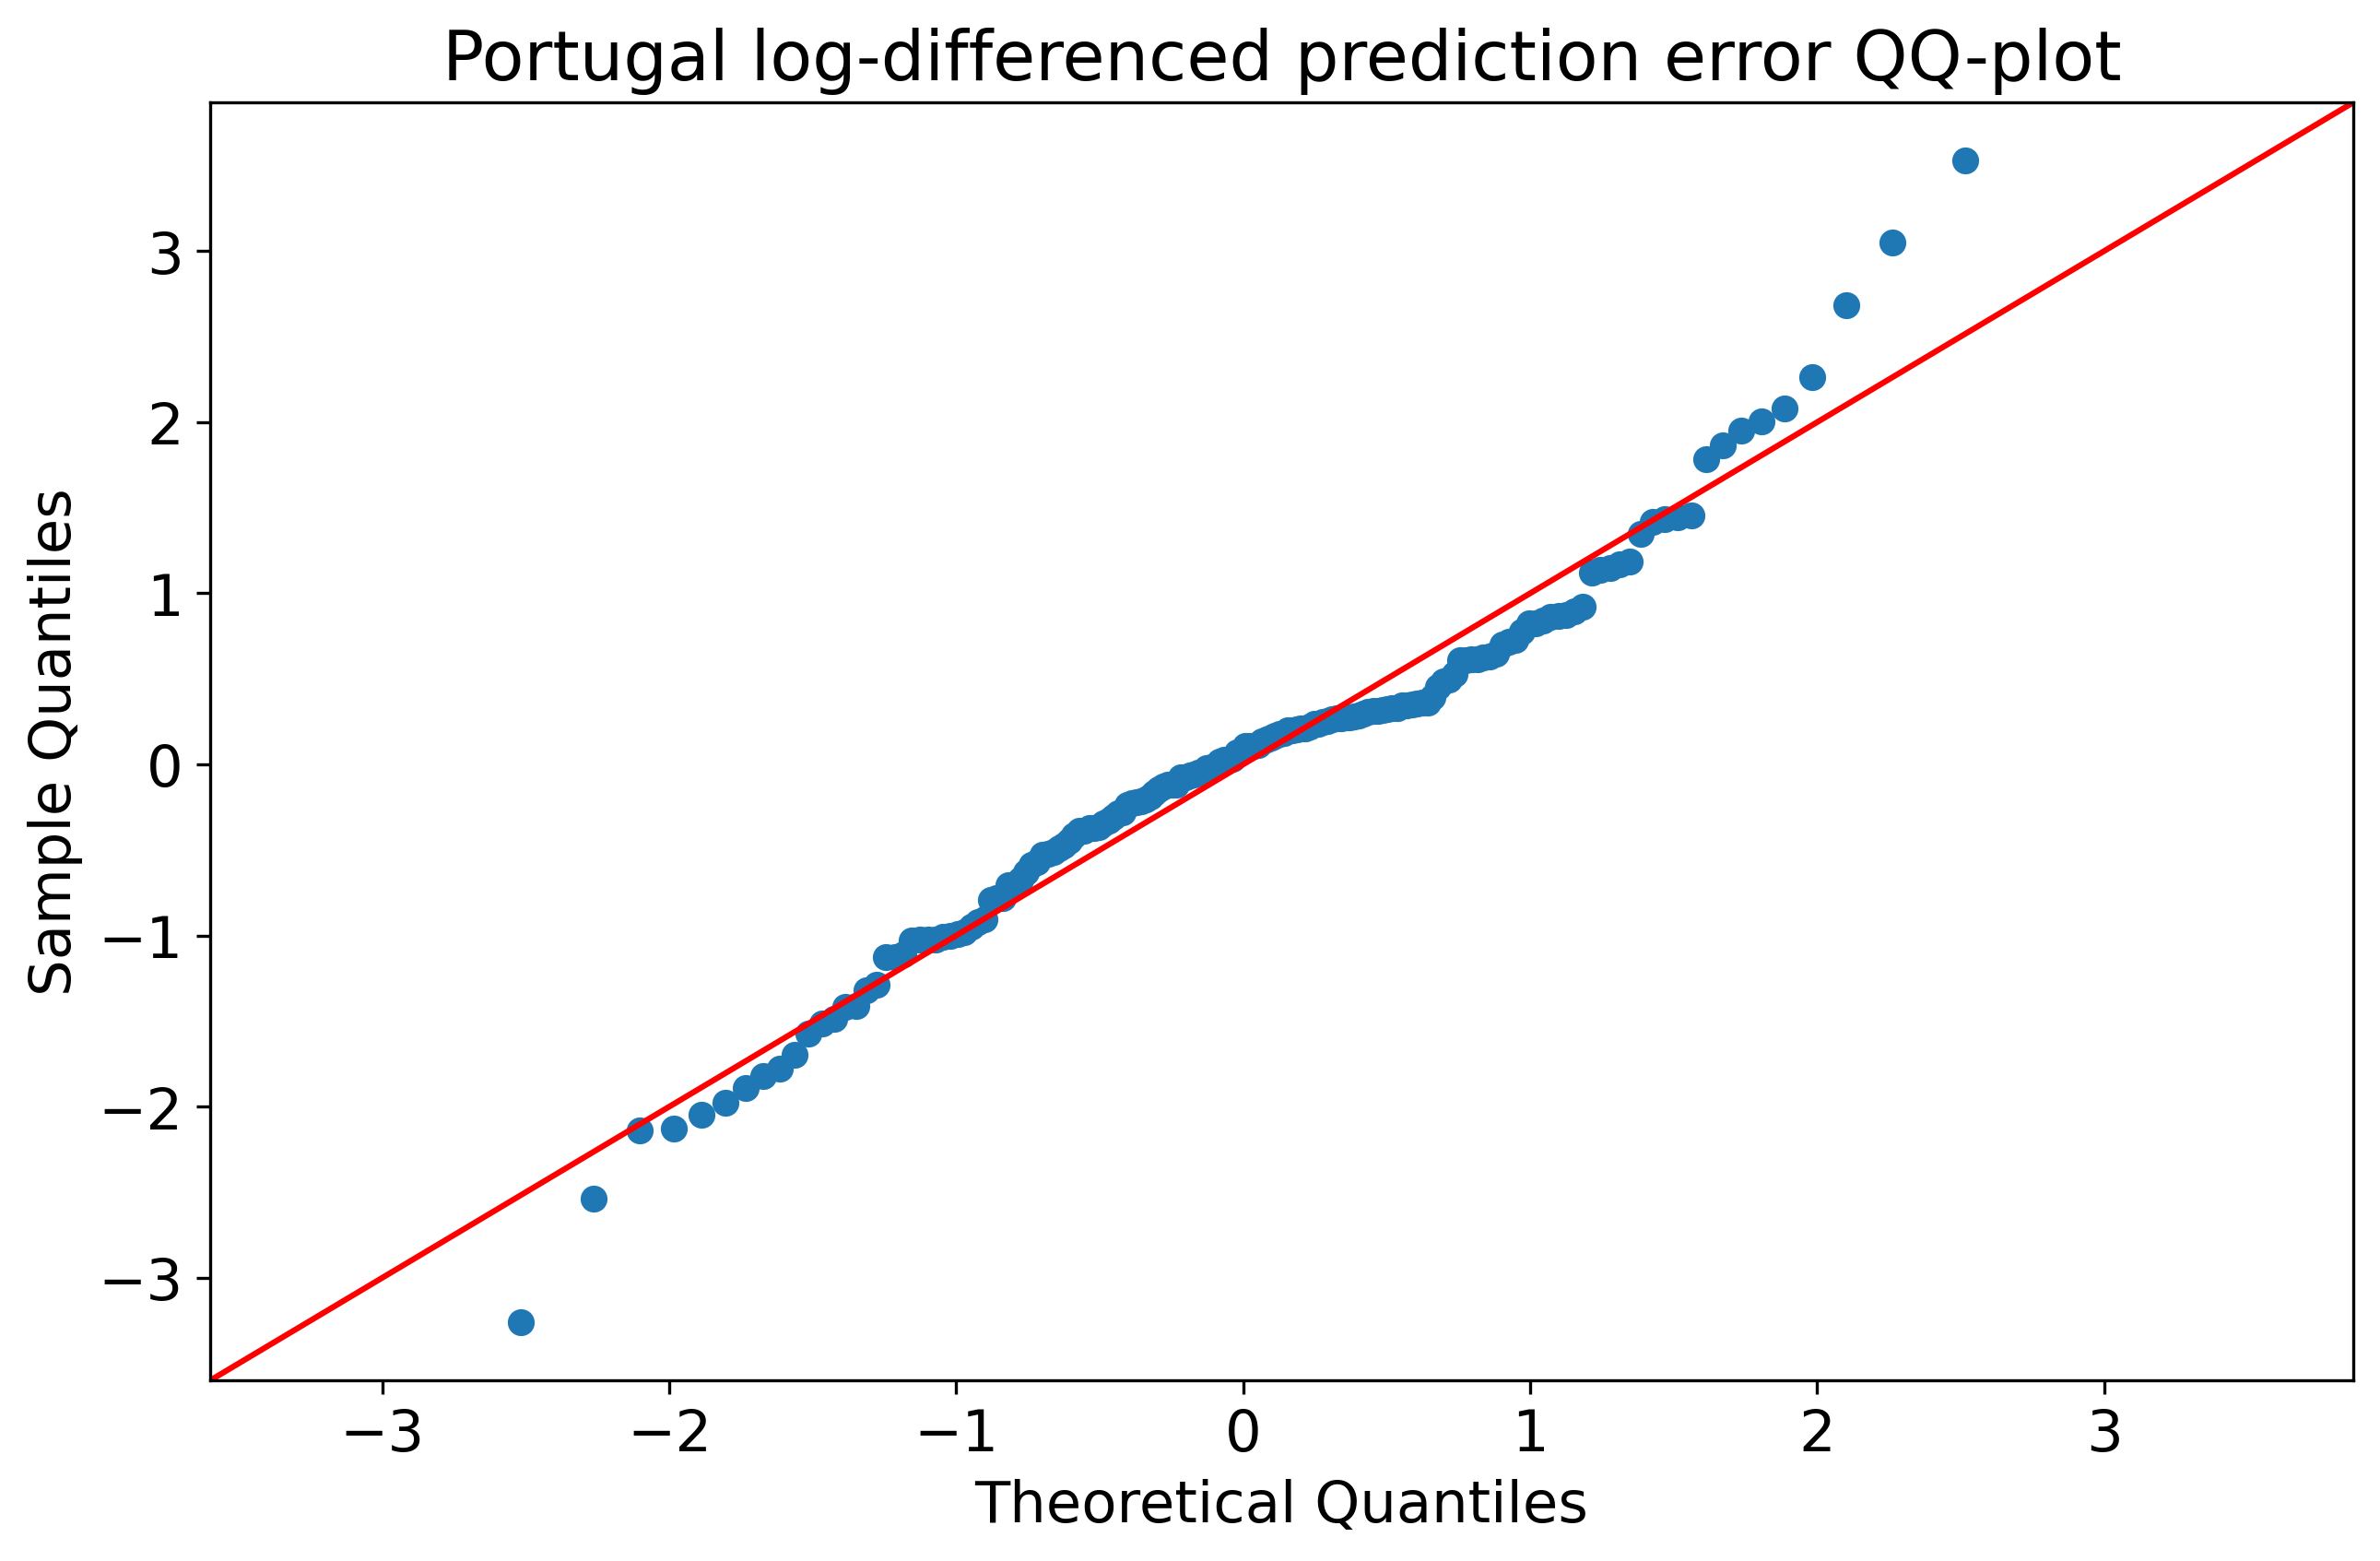 Portugal log-differenced prediction error QQ-plot
Sample Quantiles
3
2
1
0
−1
−2
−3
−3 −2 −1 0 1 2 3
Theoretical Quantiles